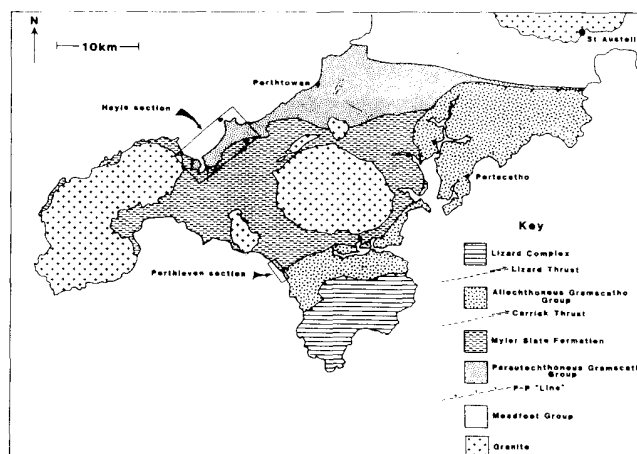 N
10km
St Austell
Porthtowan
Hayle section
Portscatho
Porthleven section
Key
Lizard Complex
Lizard Thrust
Allochthonous Gramscatho
Group
Carrick Thrust
Mylor Slate Formation
Parautochthonous Gramscatho
Group
P-P "Line"
Meadfoot Group
Granite